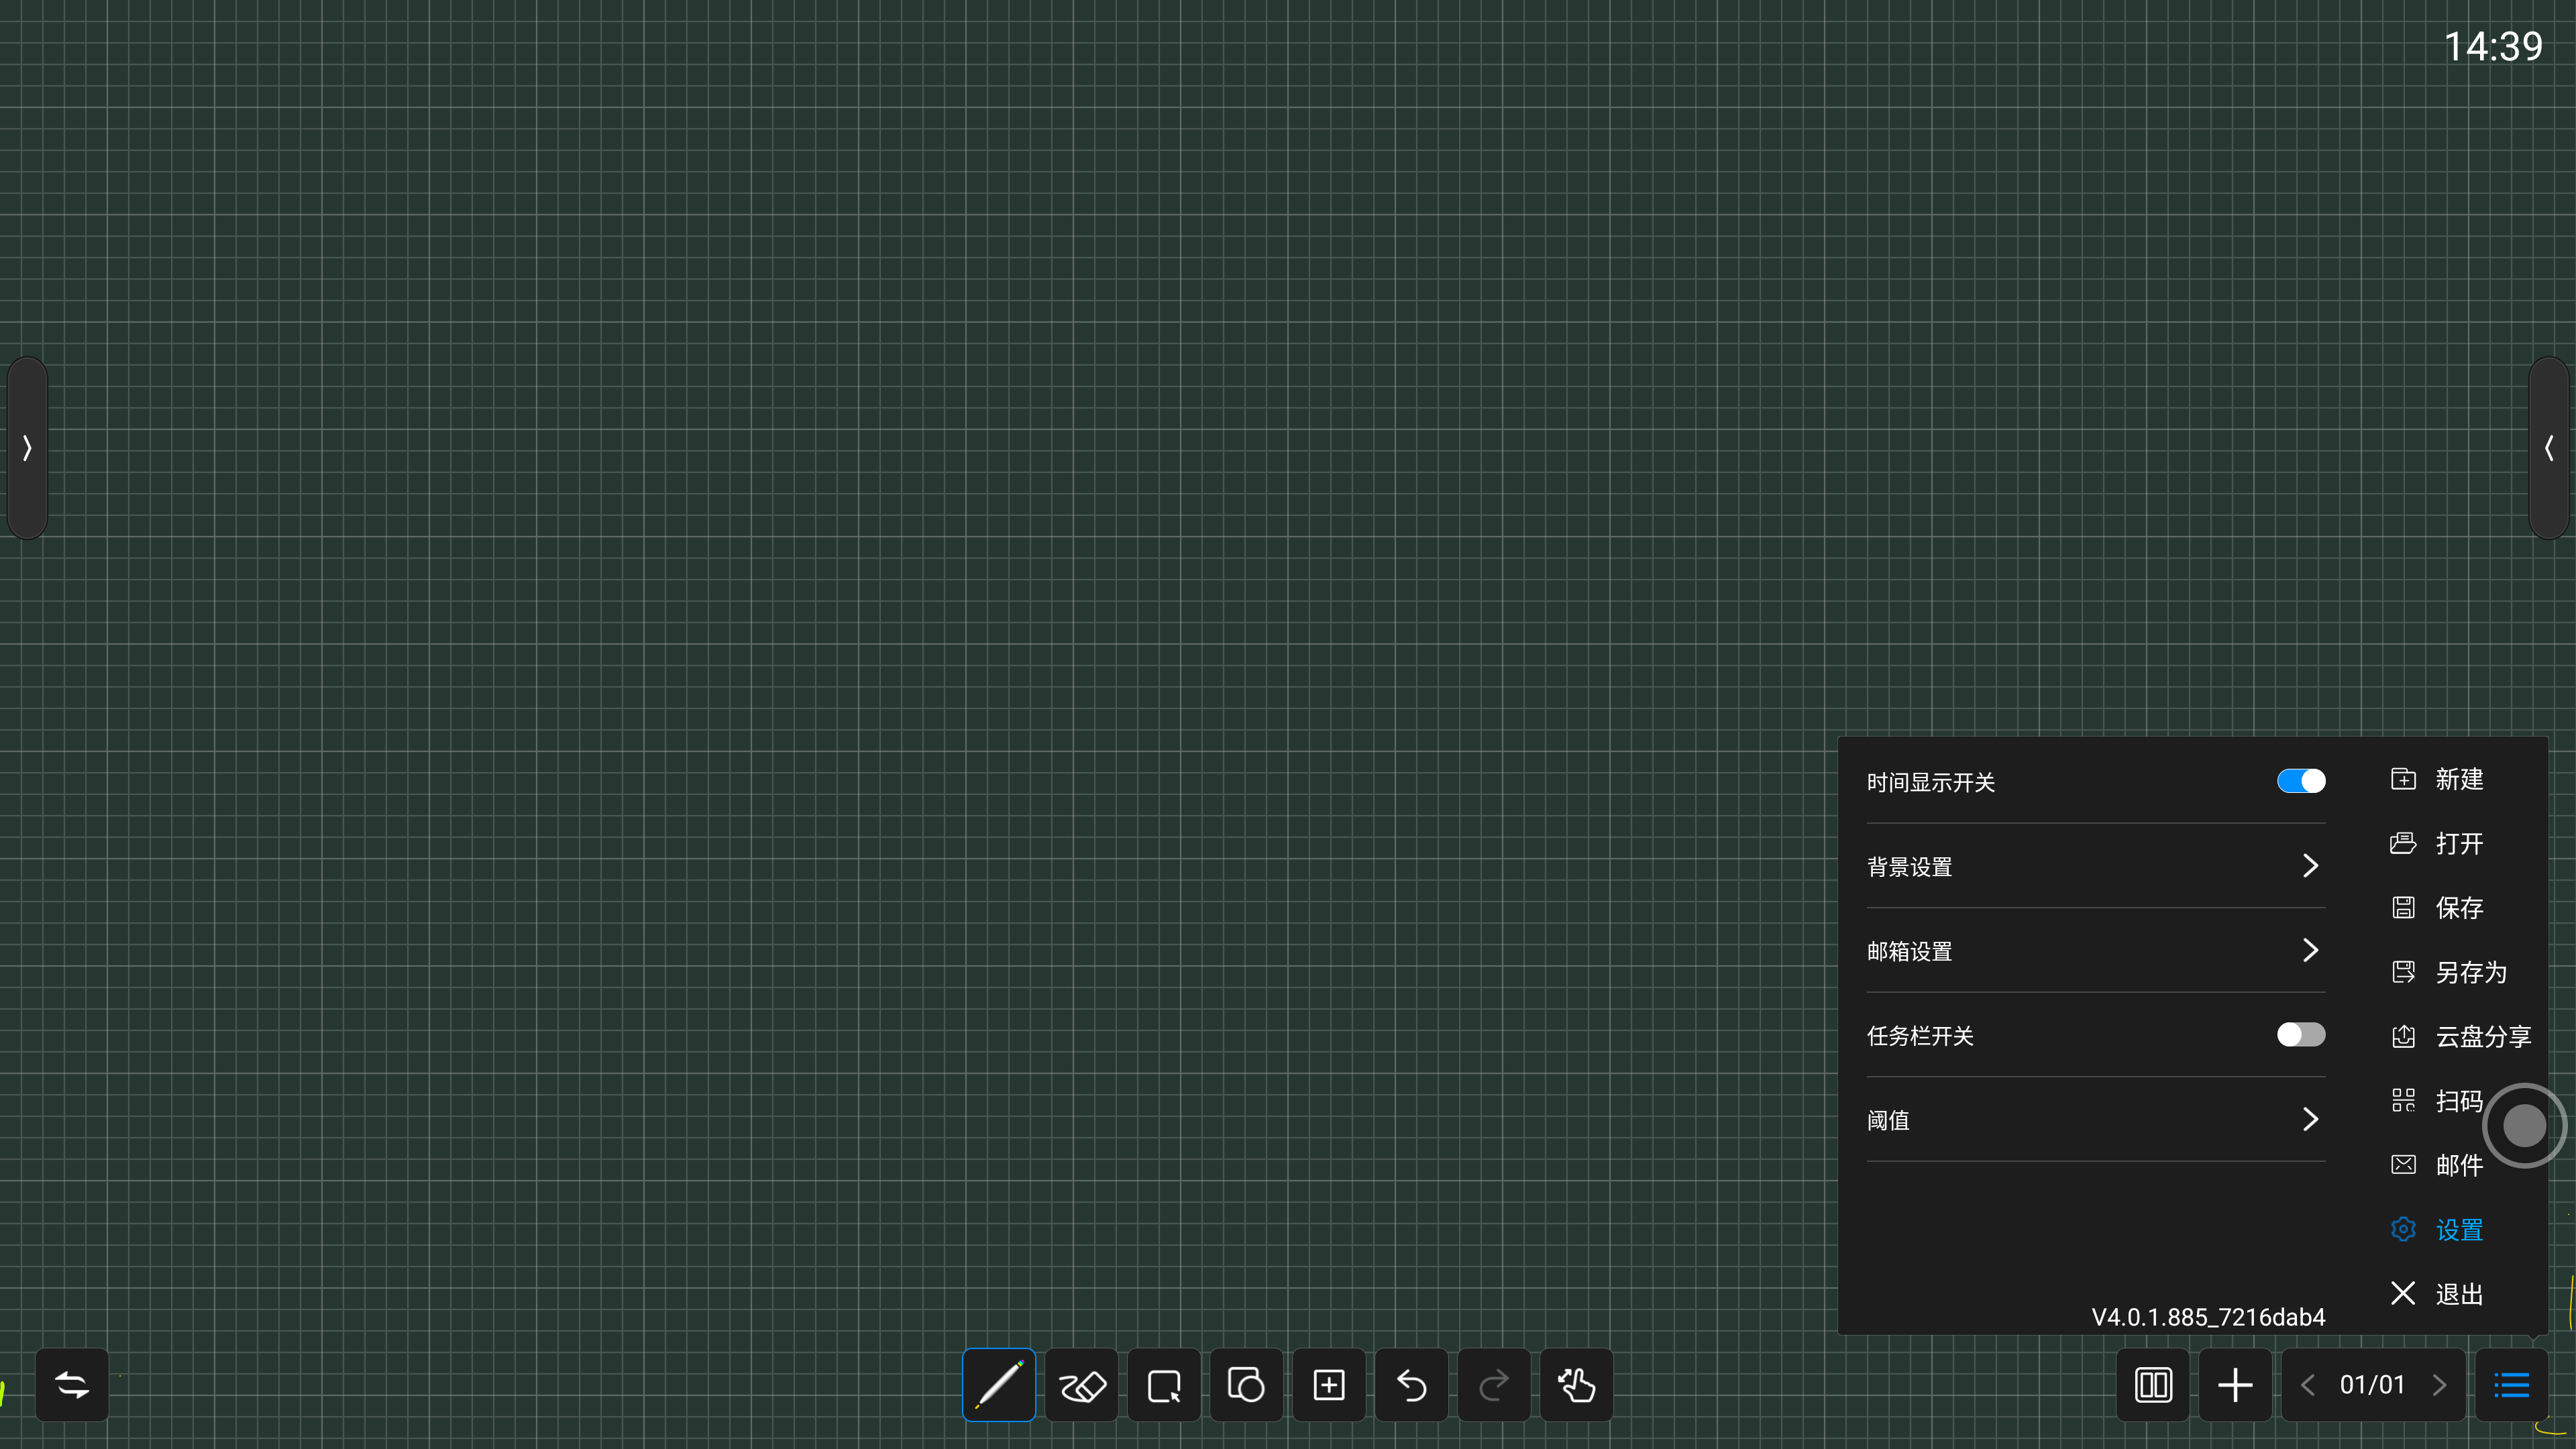 14:39
时间显示开关
背景设置
邮箱设置
任务栏开关
阈值
V4.0.1.885_7216dab4
新建
打开
保存
另存为
云盘分享
扫码
邮件
设置
退出
01/01